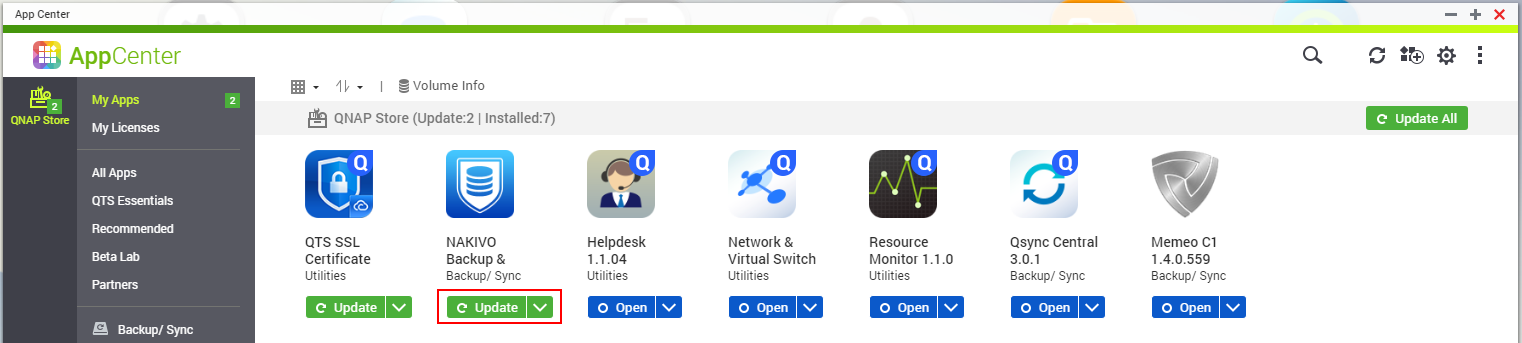 App Center
AppCenter
2
QNAP Store
My Apps 2
My Licenses
All Apps
QTS Essentials
Recommended
Beta Lab
Partners
Backup/ Sync
| Volume Info
QNAP Store (Update:2 | Installed:7)
Update All
Q
QTS SSL
Certificate
Utilities
Update
NAKIVO
Backup &
Backup/ Sync
Update
Q
Helpdesk
1.1.04
Utilities
Open
Q
Network &
Virtual Switch
Utilities
Open
Q
Resource
Monitor 1.1.0
Utilities
Open
Q
Qsync Central
3.0.1
Backup/ Sync
Open
Memeo C1
1.4.0.559
Backup/ Sync
Open